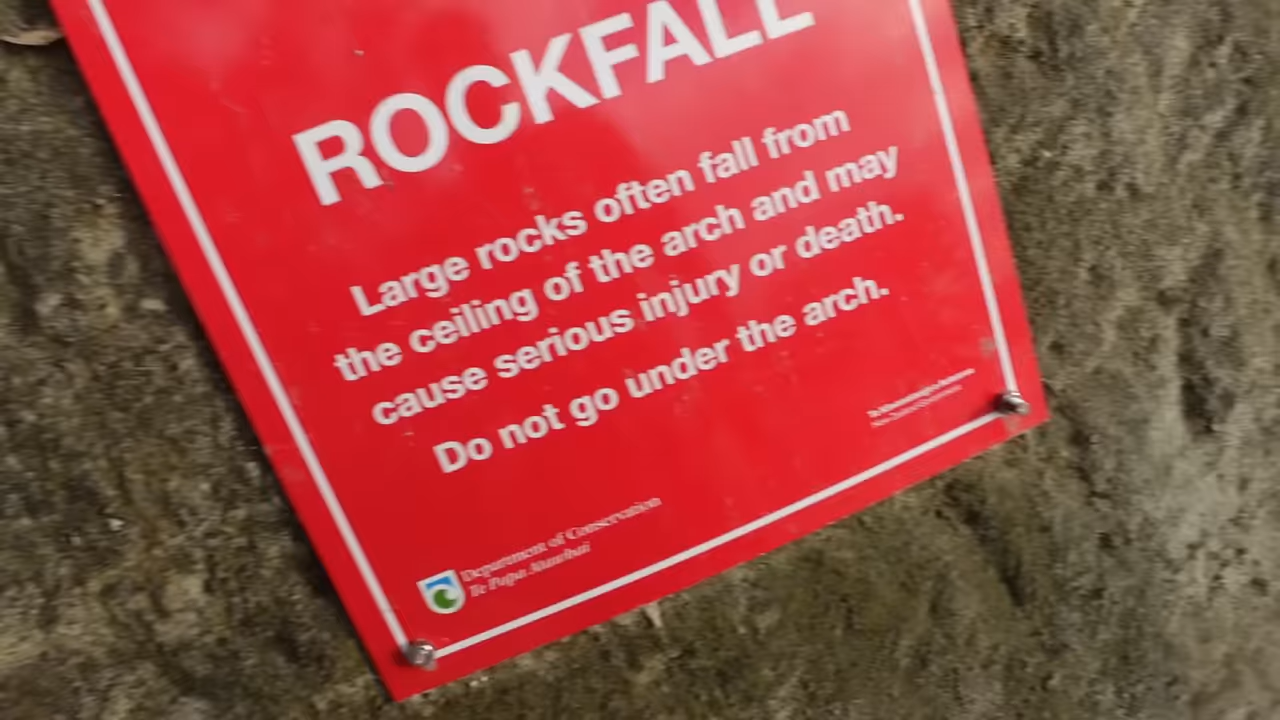 ROCKFALL
Large rocks often fall from
the ceiling of the arch and may
cause serious injury or death.
Do not go under the arch.
Department of Conservation
Te Papa Atawhai